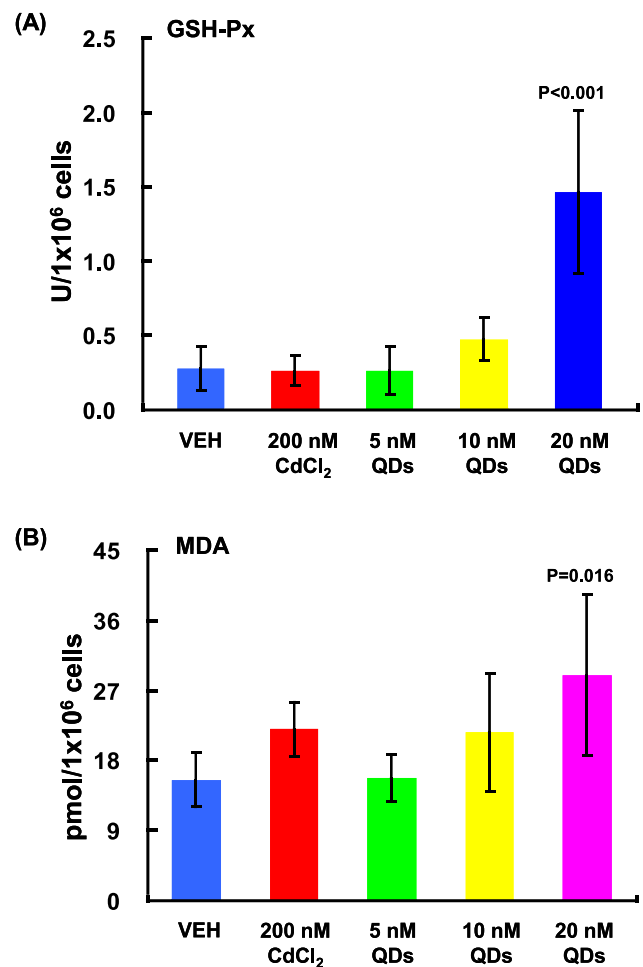 (A)
GSH-Px
2.5
2.0
1.5
1.0
0.5
0.0
U/1x10⁶ cells
P<0.001
VEH
200 nM
CdCl₂
5 nM
QDs
10 nM
QDs
20 nM
QDs
(B)
MDA
45
36
27
18
9
0
pmol/1x10⁶ cells
P=0.016
VEH
200 nM
CdCl₂
5 nM
QDs
10 nM
QDs
20 nM
QDs